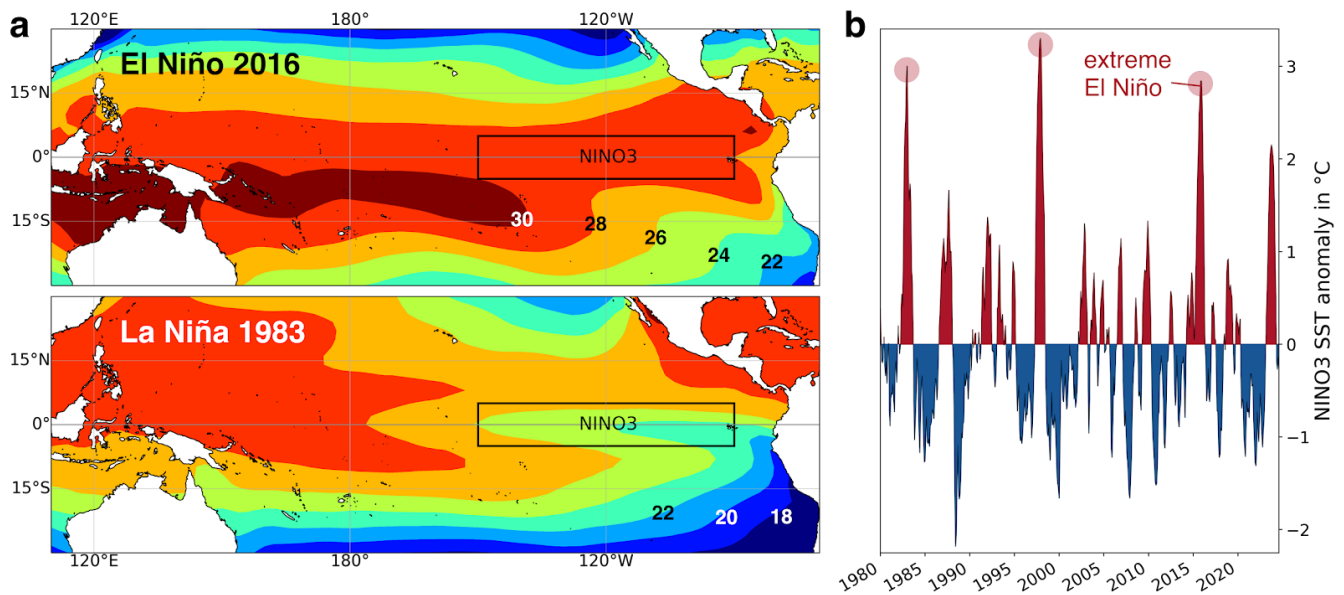 a
120°E 180° 120°W
El Niño 2016
15°N
0°
15°S
NINO3
30
28
26
24
22
La Niña 1983
15°N
0°
15°S
NINO3
22
20
18
120°E 180° 120°W
b
extreme
El Niño
3
2
1
0
−1
−2
NINO3 SST anomaly in °C
1980 1985 1990 1995 2000 2005 2010 2015 2020